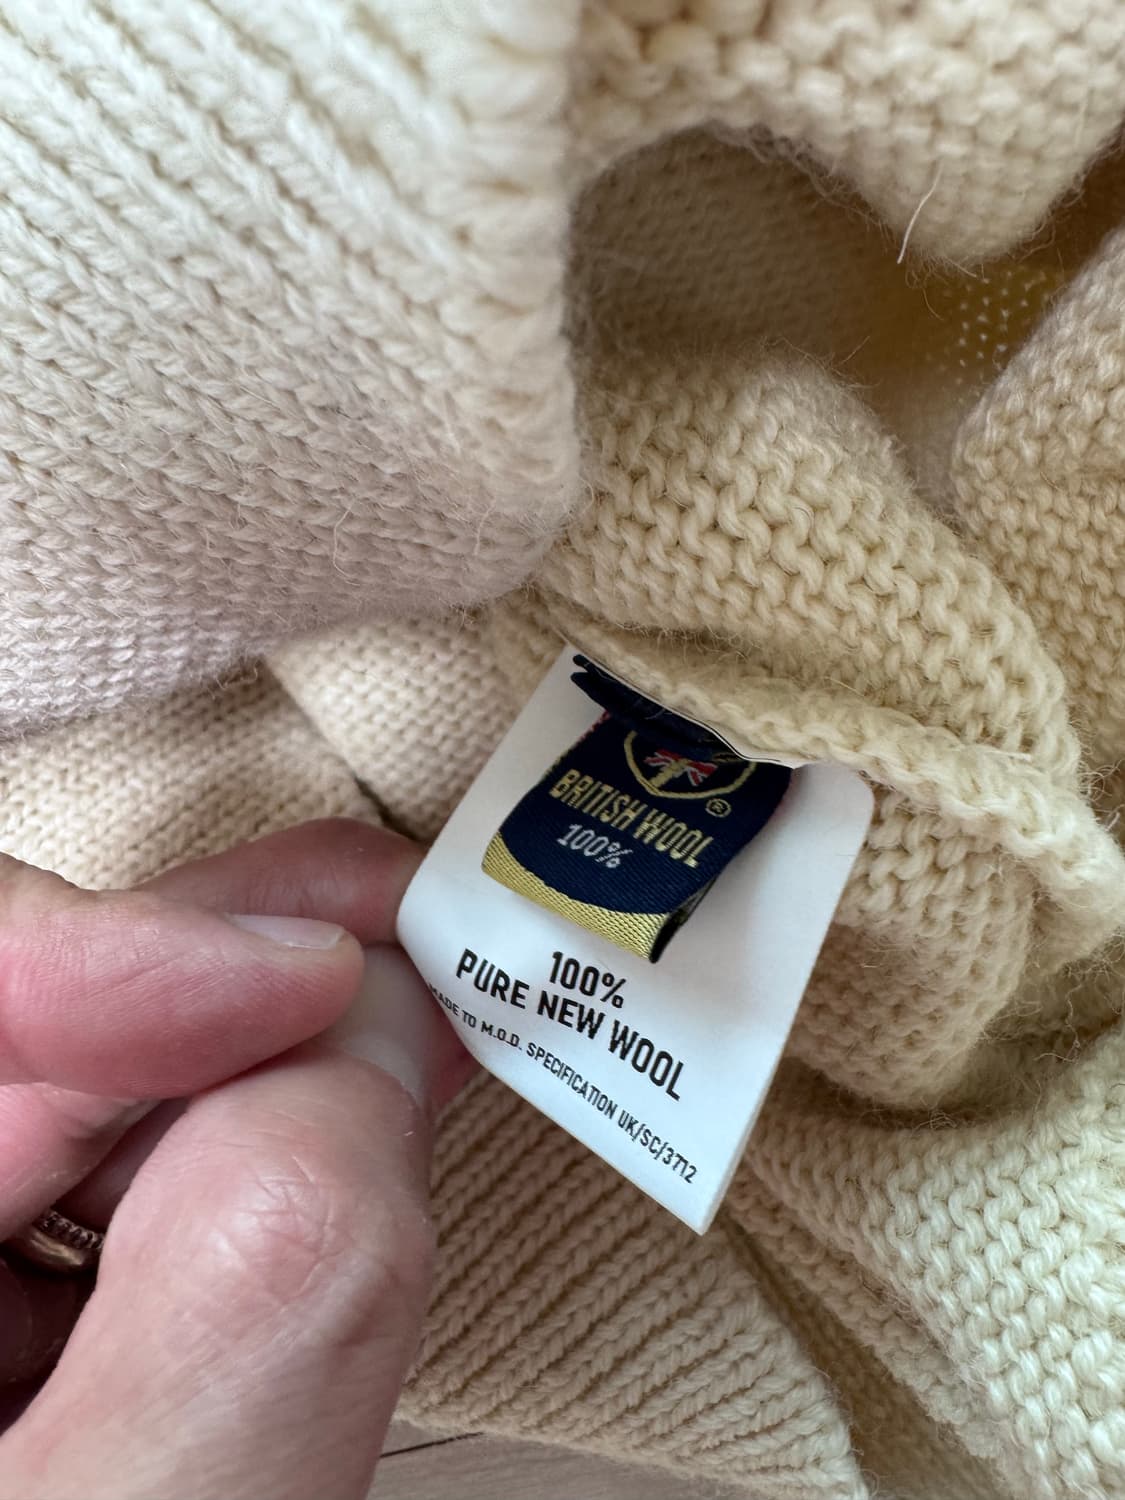 BRITISH WOOL ®
100%
100%
PURE NEW WOOL
MADE TO M.O.D. SPECIFICATION UK/SC/3712